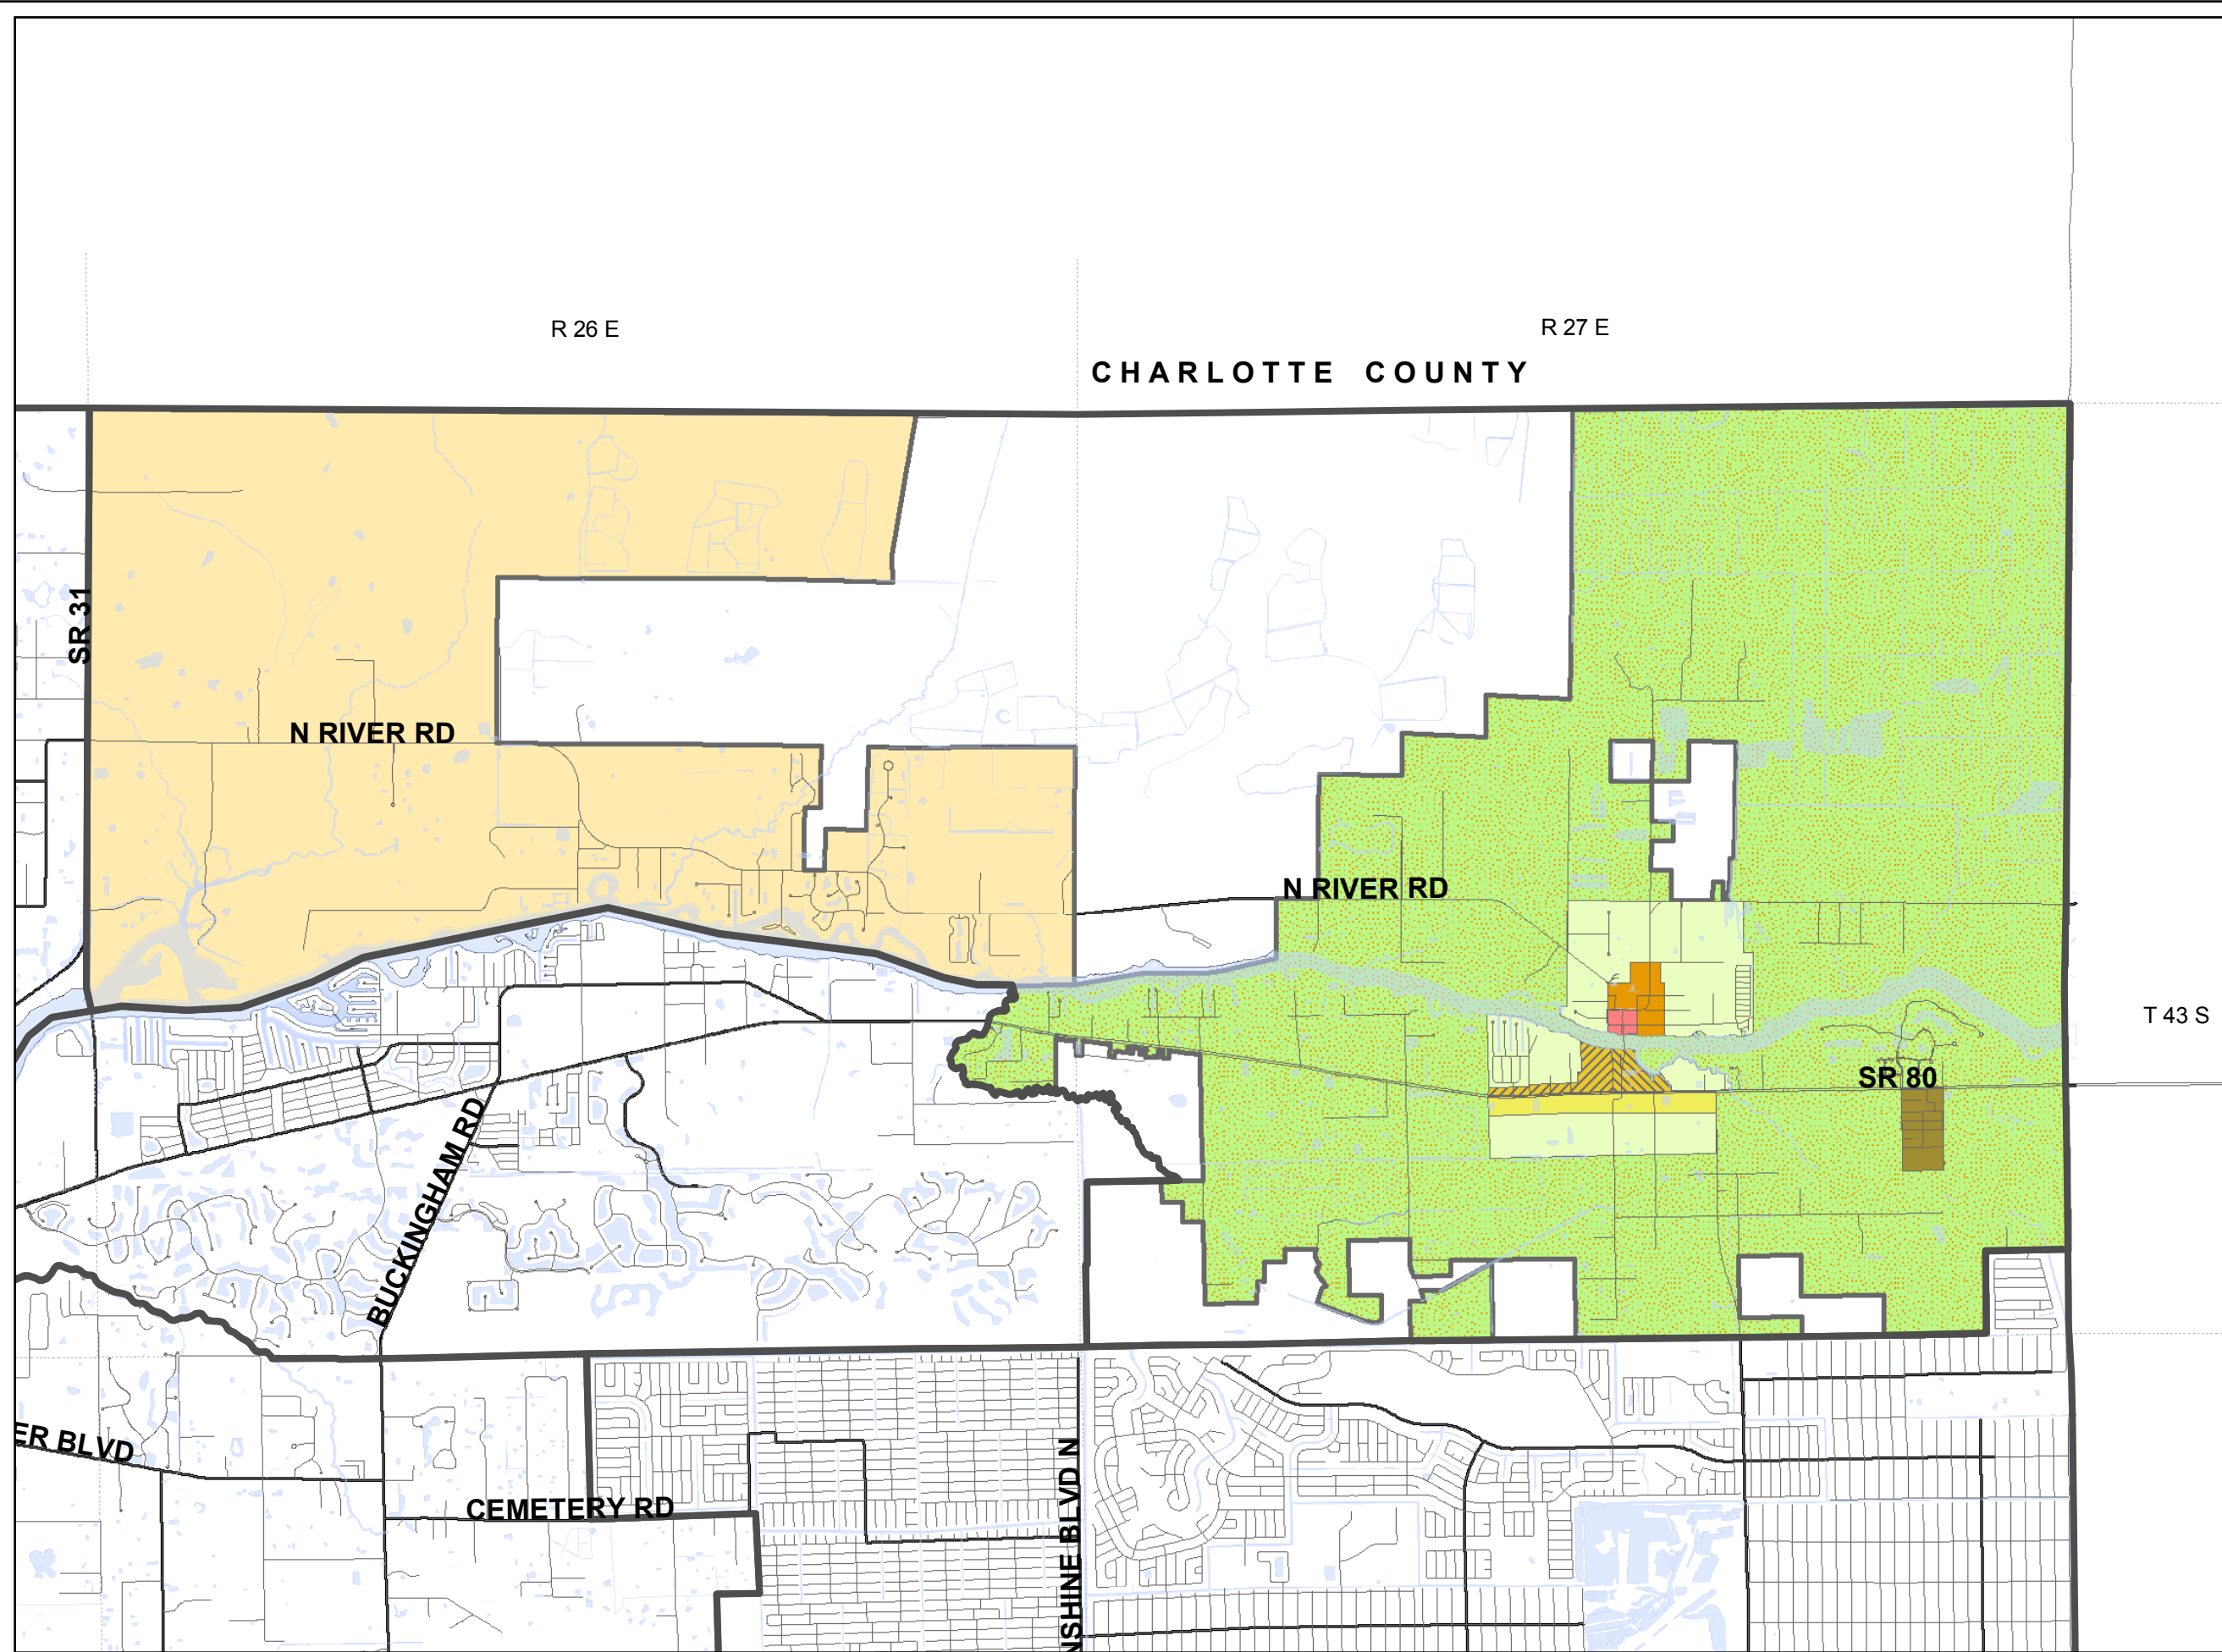 R 26 E
R 27 E
CHARLOTTE COUNTY
SR 31
N RIVER RD
N RIVER RD
T 43 S
SR 80
BUCKINGHAM RD
ER BLVD
CEMETERY RD
NSHINE BLVD N